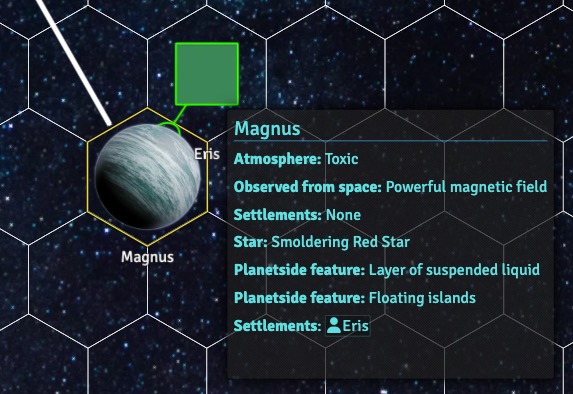 Eris
Magnus
Magnus
Atmosphere: Toxic
Observed from space: Powerful magnetic field
Settlements: None
Star: Smoldering Red Star
Planetside feature: Layer of suspended liquid
Planetside feature: Floating islands
Settlements: Eris